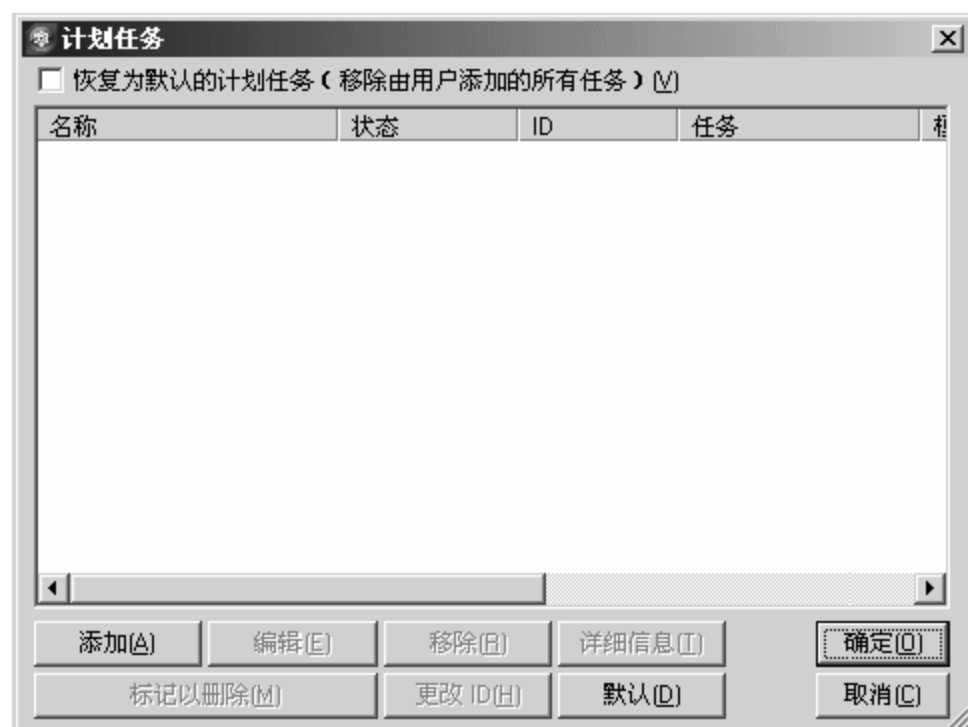 计划任务
恢复为默认的计划任务（移除由用户添加的所有任务）(V)
名称 状态 ID 任务
添加(A) 编辑(E) 移除(R) 详细信息(T) 确定(O)
标记以删除(M) 更改 ID(H) 默认(D) 取消(C)